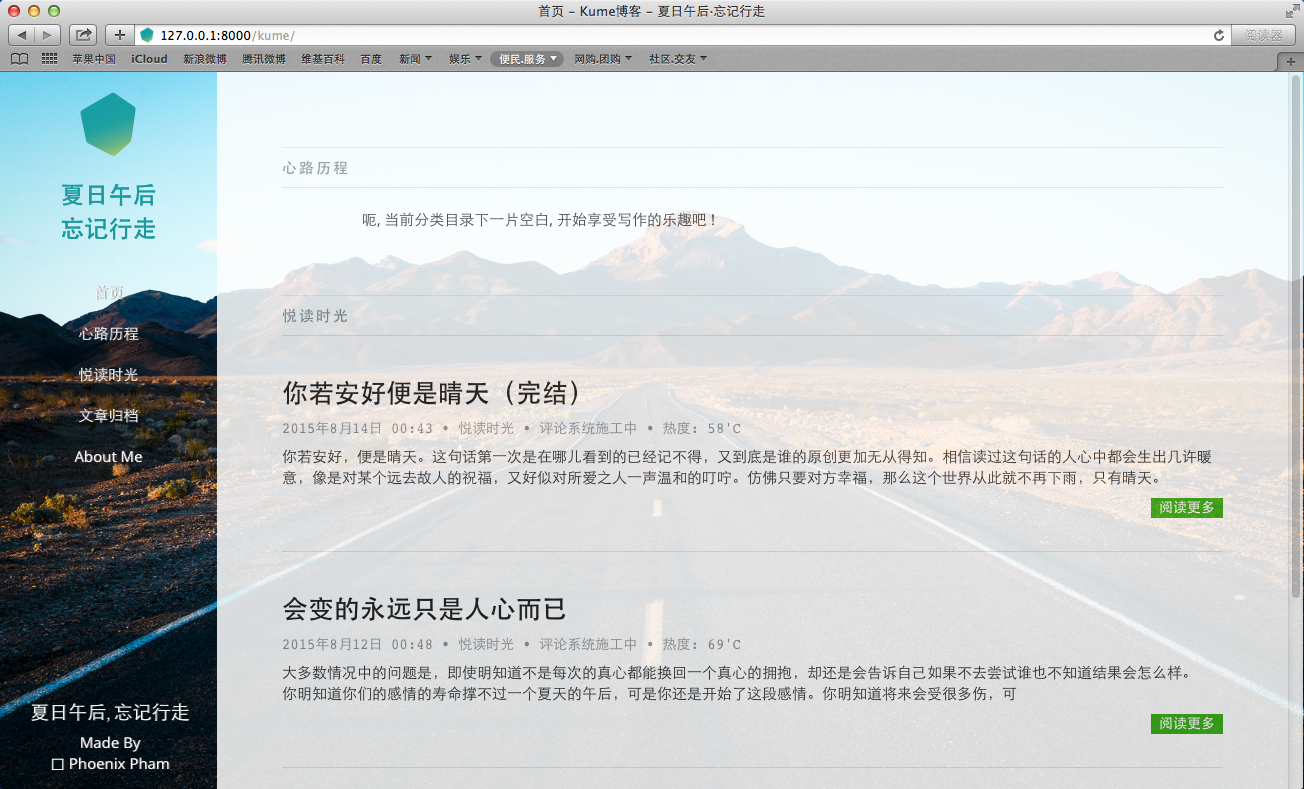 首页 – Kume博客 – 夏日午后·忘记行走
127.0.0.1:8000/kume/
阅读器
苹果中国 iCloud 新浪微博 腾讯微博 维基百科 百度 新闻 娱乐 便民.服务 网购.团购 社区.交友
夏日午后
忘记行走
首页
心路历程
悦读时光
文章归档
About Me
夏日午后, 忘记行走
Made By
Phoenix Pham
心路历程
呃, 当前分类目录下一片空白, 开始享受写作的乐趣吧！
悦读时光
你若安好便是晴天（完结）
2015年8月14日 00:43 • 悦读时光 • 评论系统施工中 • 热度: 58'C
你若安好，便是晴天。这句话第一次是在哪儿看到的已经记不得，又到底是谁的原创更加无从得知。相信读过这句话的人心中都会生出几许暖
意，像是对某个远去故人的祝福，又好似对所爱之人一声温和的叮咛。仿佛只要对方幸福，那么这个世界从此就不再下雨，只有晴天。
阅读更多
会变的永远只是人心而已
2015年8月12日 00:48 • 悦读时光 • 评论系统施工中 • 热度: 69'C
大多数情况中的问题是，即使明知道不是每次的真心都能换回一个真心的拥抱，却还是会告诉自己如果不去尝试谁也不知道结果会怎么样。
你明知道你们的感情的寿命撑不过一个夏天的午后，可是你还是开始了这段感情。你明知道将来会受很多伤，可
阅读更多